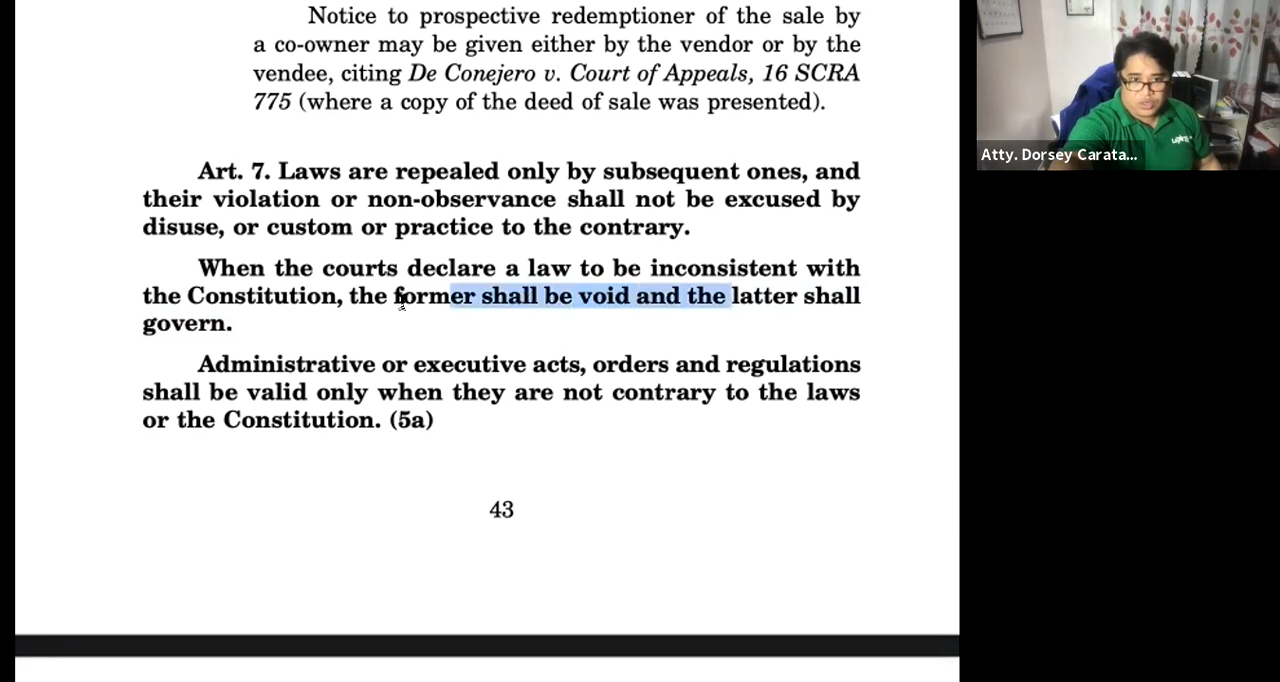 Notice to prospective redemptioner of the sale by
a co-owner may be given either by the vendor or by the
vendee, citing De Conejero v. Court of Appeals, 16 SCRA
775 (where a copy of the deed of sale was presented).
Art. 7. Laws are repealed only by subsequent ones, and
their violation or non-observance shall not be excused by
disuse, or custom or practice to the contrary.
When the courts declare a law to be inconsistent with
the Constitution, the former shall be void and the latter shall
govern.
Administrative or executive acts, orders and regulations
shall be valid only when they are not contrary to the laws
or the Constitution. (5a)
43
Atty. Dorsey Carata...